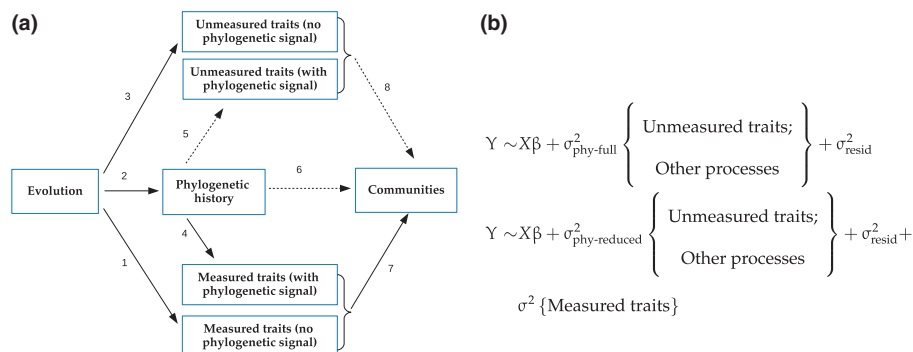 (a)
Unmeasured traits (no
phylogenetic signal)
Unmeasured traits (with
phylogenetic signal)
3
8
5
Evolution
2
Phylogenetic
history
6
Communities
4
1
7
Measured traits (with
phylogenetic signal)
Measured traits (no
phylogenetic signal)
(b)
Y ~Xβ + σ²phy-full { Unmeasured traits; Other processes } + σ²resid
Y ~Xβ + σ²phy-reduced { Unmeasured traits; Other processes } + σ²resid +
σ² {Measured traits}